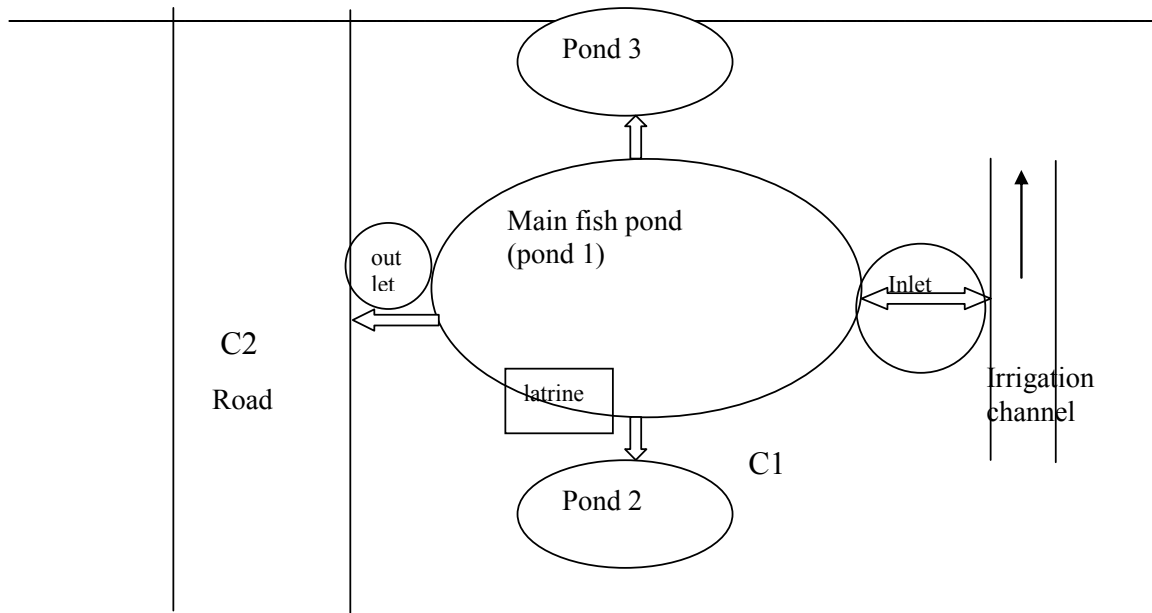 Pond 3
Main fish pond
(pond 1)
out
let
Inlet
C2
Road
latrine
Irrigation
channel
C1
Pond 2